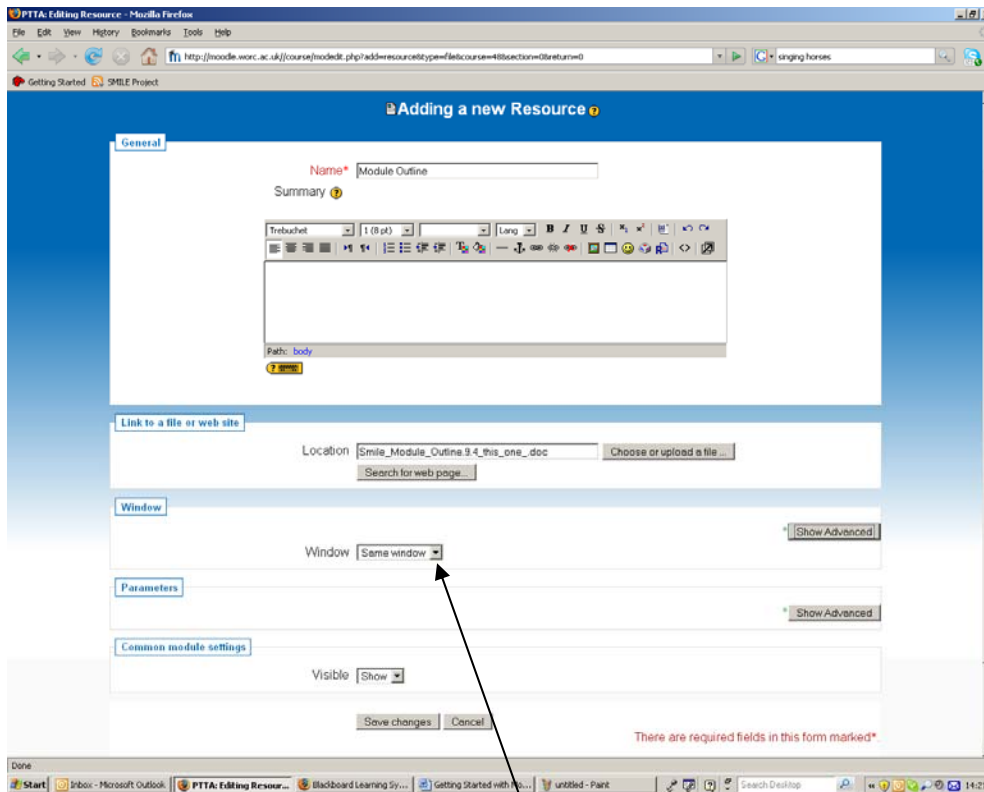 PTTA: Editing Resource - Mozilla Firefox
File Edit View History Bookmarks Tools Help
http://moodle.worc.ac.uk//course/modedit.php?add=resource&type=file&course=48&section=0&return=0
singing horses
Getting Started SMILE Project
Adding a new Resource
General
Name* Module Outline
Summary
Trebuchet 1 (8 pt) Lang B I U S
Path: body
Link to a file or web site
Location Smile_Module_Outline.9.4_this_one_.doc Choose or upload a file ...
Search for web page...
Window
* Show Advanced
Window Same window
Parameters
* Show Advanced
Common module settings
Visible Show
Save changes Cancel
There are required fields in this form marked*.
Done
Start Inbox - Microsoft Outlook PTTA: Editing Resour... Blackboard Learning Sy... Getting Started with Mo... untitled - Paint Search Desktop